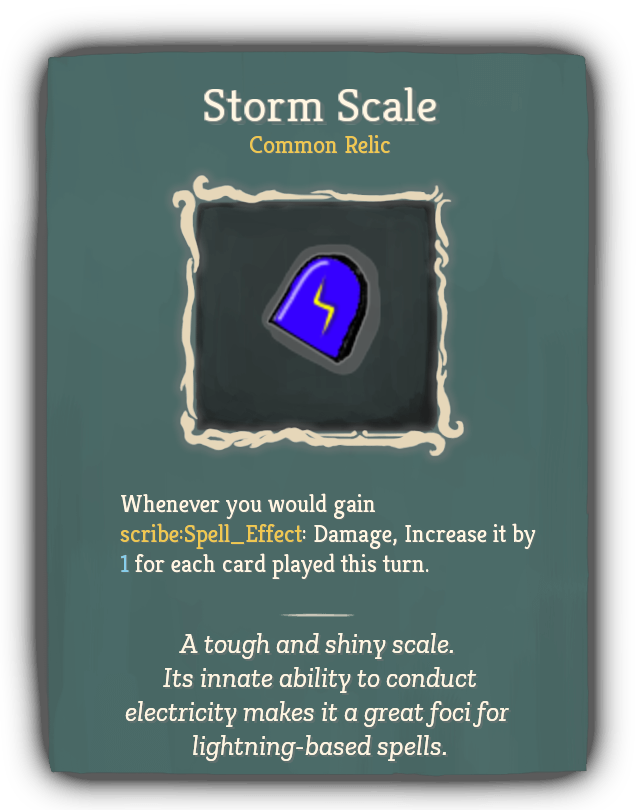 Storm Scale
Common Relic
Whenever you would gain
scribe:Spell_Effect: Damage, Increase it by
1 for each card played this turn.
A tough and shiny scale.
Its innate ability to conduct
electricity makes it a great foci for
lightning-based spells.